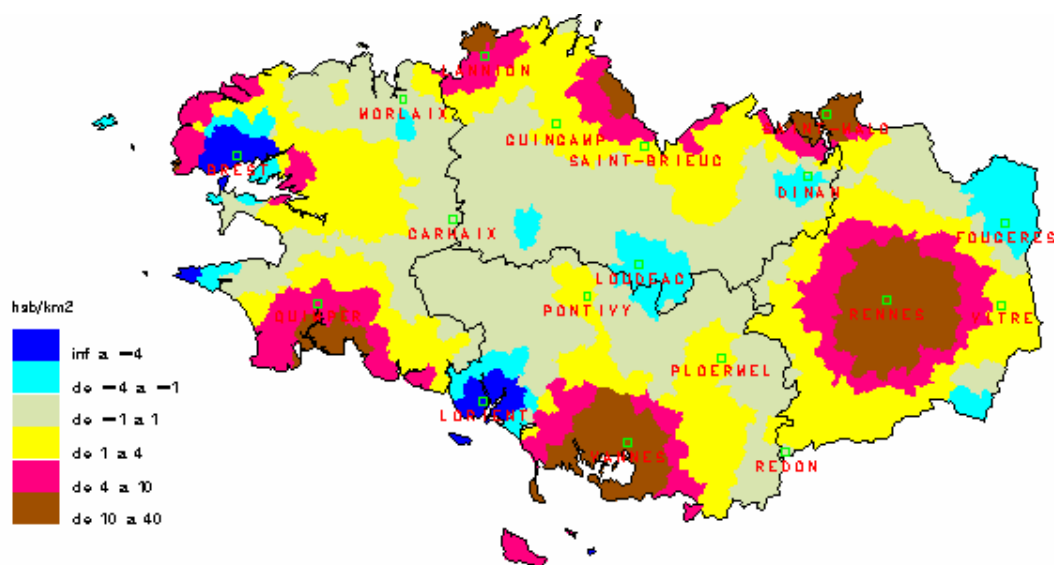 LANNION
MORLAIX
GUINGAMP
SAINT-BRIEUC
SAINT-MALO
BREST
DINAN
CARHAIX
FOUGERES
LOUDEAC
hsb/km2
QUIMPER
PONTIVY
RENNES
VITRE
inf a -4
de -4 a -1
PLOERMEL
de -1 a 1
LORIENT
de 1 a 4
VANNES
REDON
de 4 a 10
de 10 a 40